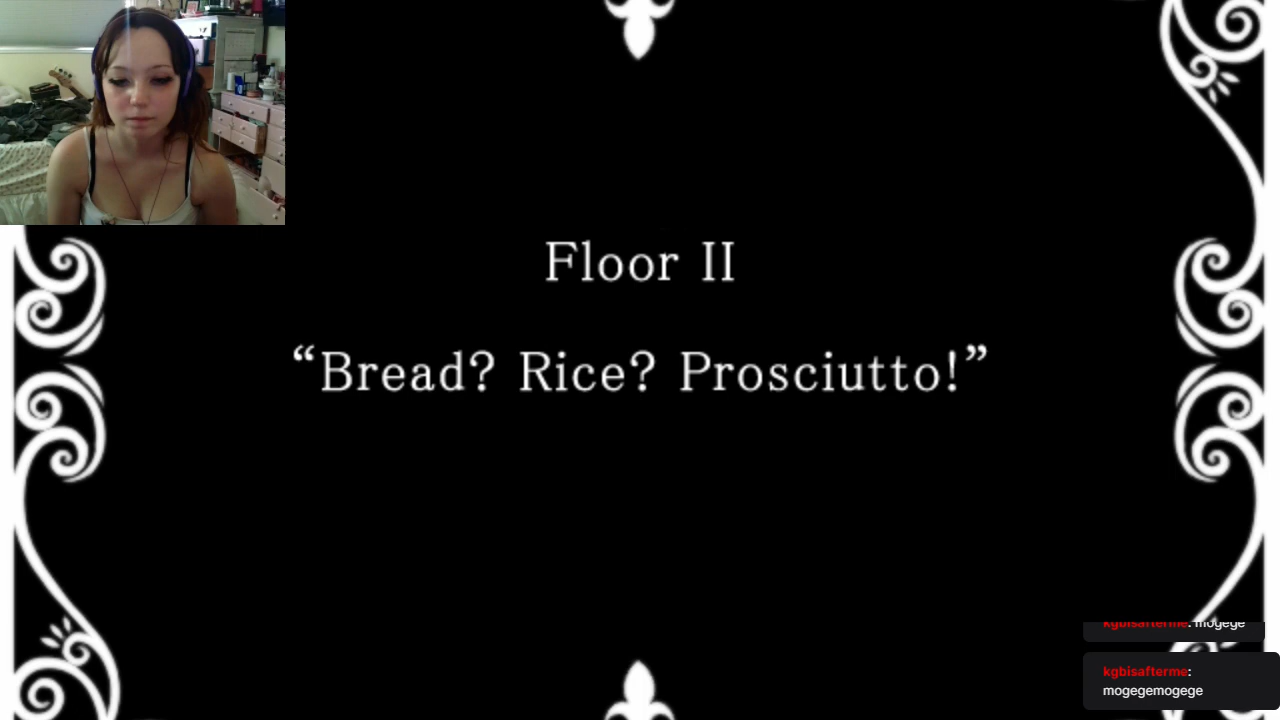 Floor II
“Bread? Rice? Prosciutto!”
kgbisafterme: mogege
kgbisafterme:
mogegemogege